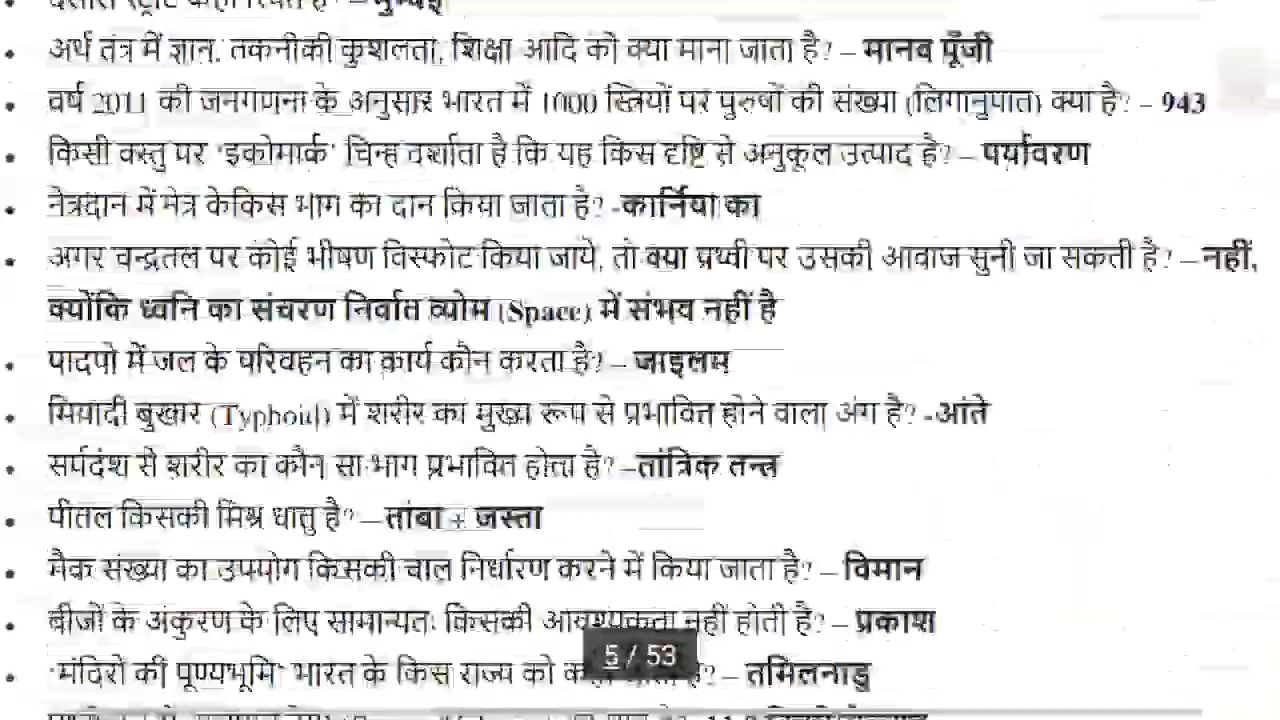 दलाल स्ट्रीट कहाँ स्थित है? – मुम्बई
• अर्थ तंत्र में ज्ञान, तकनीकी कुशलता, शिक्षा आदि को क्या माना जाता है? – मानव पूँजी
• वर्ष 2011 की जनगणना के अनुसार भारत में 1000 स्त्रियों पर पुरुषों की संख्या (लिंगानुपात) क्या है? – 943
• किसी वस्तु पर 'इकोमार्क' चिन्ह दर्शाता है कि यह किस दृष्टि से अनुकूल उत्पाद है? – पर्यावरण
• नेत्रदान में मेत्र केकिस भाग का दान किया जाता है? -कार्निया का
• अगर चन्द्रतल पर कोई भीषण विस्फोट किया जाये, तो क्या प्रथ्वी पर उसकी आवाज सुनी जा सकती है? – नहीं,
क्योंकि ध्वनि का संचरण निर्वात व्योम (Space) में संभव नहीं है
• पादपों में जल के परिवहन का कार्य कौन करता है? – जाइलम
• मियादी बुखार (Typhoid) में शरीर का मुख्य रूप से प्रभावित होने वाला अंग है? -आंते
• सर्पदंश से शरीर का कौन सा भाग प्रभावित होता है? –तांत्रिक तन्त्र
• पीतल किसकी मिश्र धातु है? –तांबा + जस्ता
• मैक संख्या का उपयोग किसकी चाल निर्धारण करने में किया जाता है? – विमान
• बीजों के अंकुरण के लिए सामान्यतः किसकी आवश्यकता नहीं होती है? – प्रकाश
• 'मंदिरों की पूण्यभूमि' भारत के किस राज्य को है? – तमिलनाडु
5 / 53